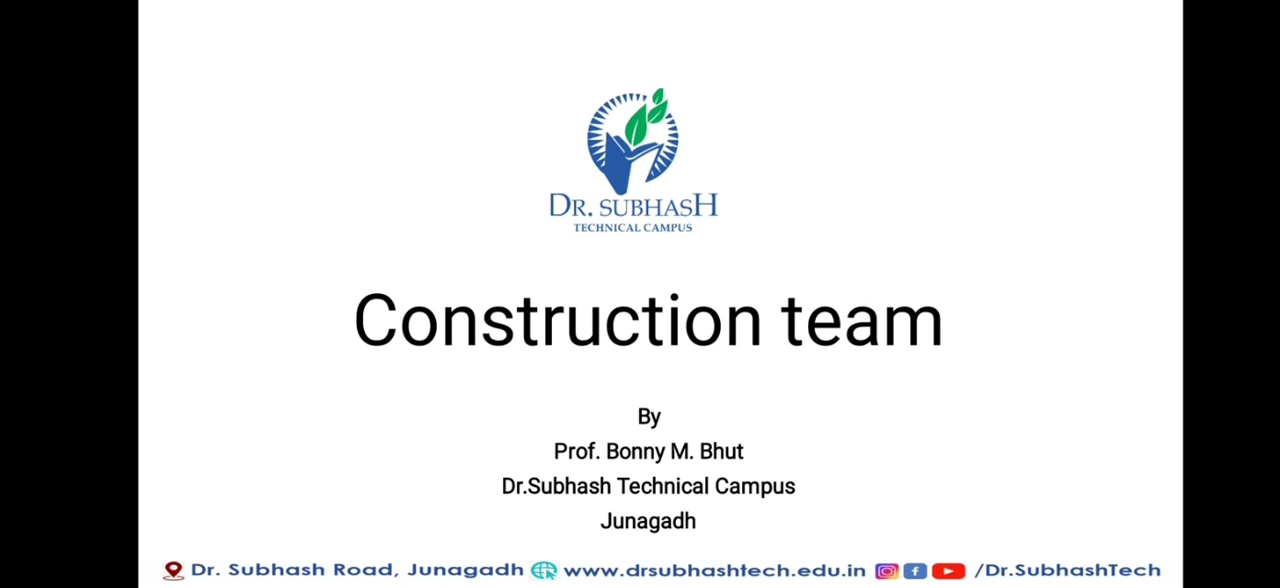 DR. SUBHASH
TECHNICAL CAMPUS
Construction team
By
Prof. Bonny M. Bhut
Dr.Subhash Technical Campus
Junagadh
Dr. Subhash Road, Junagadh www.drsubhashtech.edu.in /Dr.SubhashTech